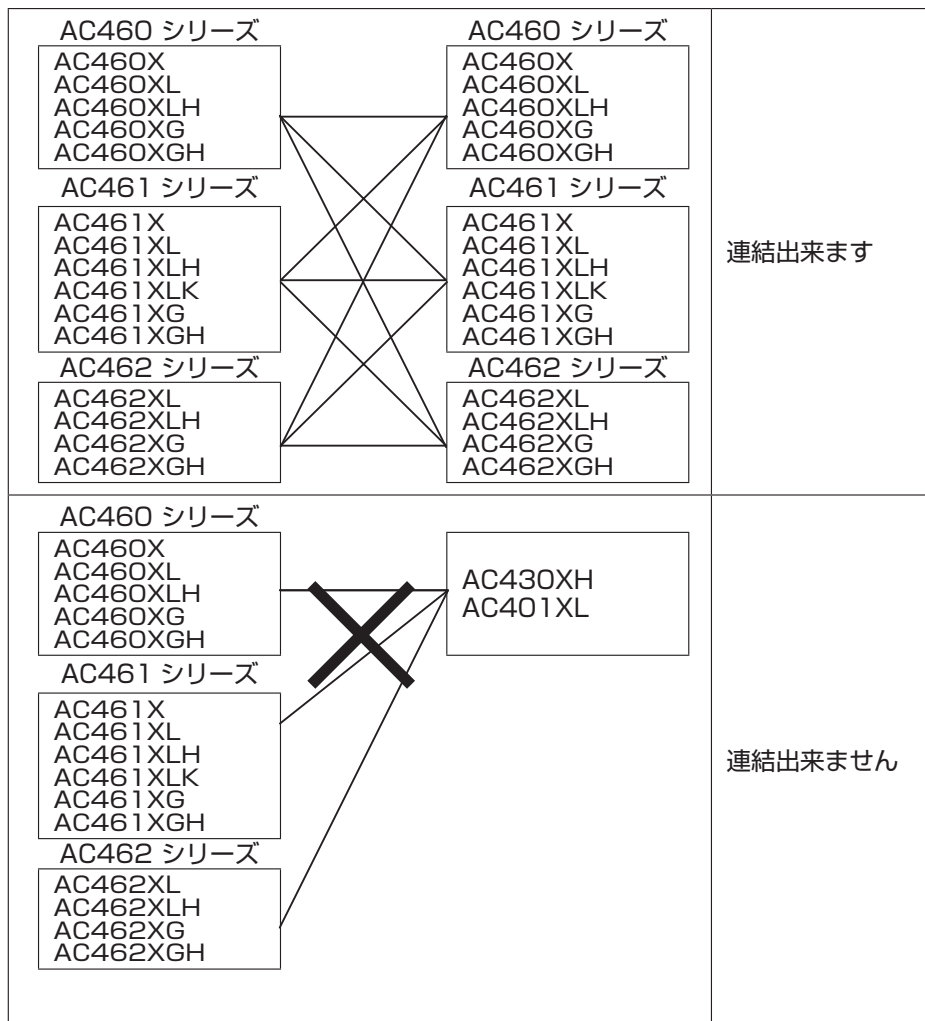 AC460 シリーズ
AC460X
AC460XL
AC460XLH
AC460XG
AC460XGH
AC461 シリーズ
AC461X
AC461XL
AC461XLH
AC461XLK
AC461XG
AC461XGH
AC462 シリーズ
AC462XL
AC462XLH
AC462XG
AC462XGH
AC460 シリーズ
AC460X
AC460XL
AC460XLH
AC460XG
AC460XGH
AC461 シリーズ
AC461X
AC461XL
AC461XLH
AC461XLK
AC461XG
AC461XGH
AC462 シリーズ
AC462XL
AC462XLH
AC462XG
AC462XGH
連結出来ます
AC460 シリーズ
AC460X
AC460XL
AC460XLH
AC460XG
AC460XGH
AC461 シリーズ
AC461X
AC461XL
AC461XLH
AC461XLK
AC461XG
AC461XGH
AC462 シリーズ
AC462XL
AC462XLH
AC462XG
AC462XGH
AC430XH
AC401XL
連結出来ません